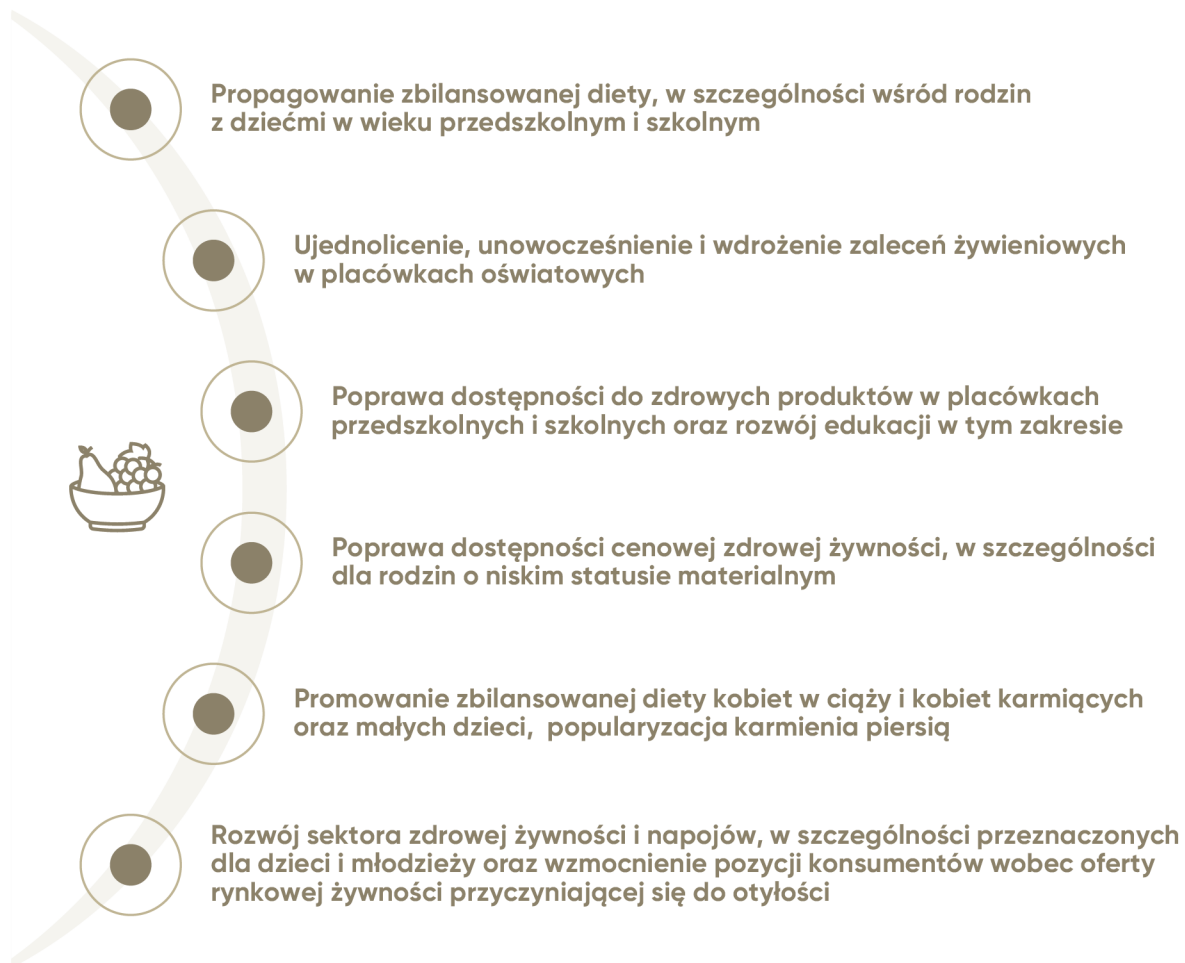 Propagowanie zbilansowanej diety, w szczególności wśród rodzin
z dziećmi w wieku przedszkolnym i szkolnym
Ujednolicenie, unowocześnienie i wdrożenie zaleceń żywieniowych
w placówkach oświatowych
Poprawa dostępności do zdrowych produktów w placówkach
przedszkolnych i szkolnych oraz rozwój edukacji w tym zakresie
Poprawa dostępności cenowej zdrowej żywności, w szczególności
dla rodzin o niskim statusie materialnym
Promowanie zbilansowanej diety kobiet w ciąży i kobiet karmiących
oraz małych dzieci,  popularyzacja karmienia piersią
Rozwój sektora zdrowej żywności i napojów, w szczególności przeznaczonych
dla dzieci i młodzieży oraz wzmocnienie pozycji konsumentów wobec oferty
rynkowej żywności przyczyniającej się do otyłości